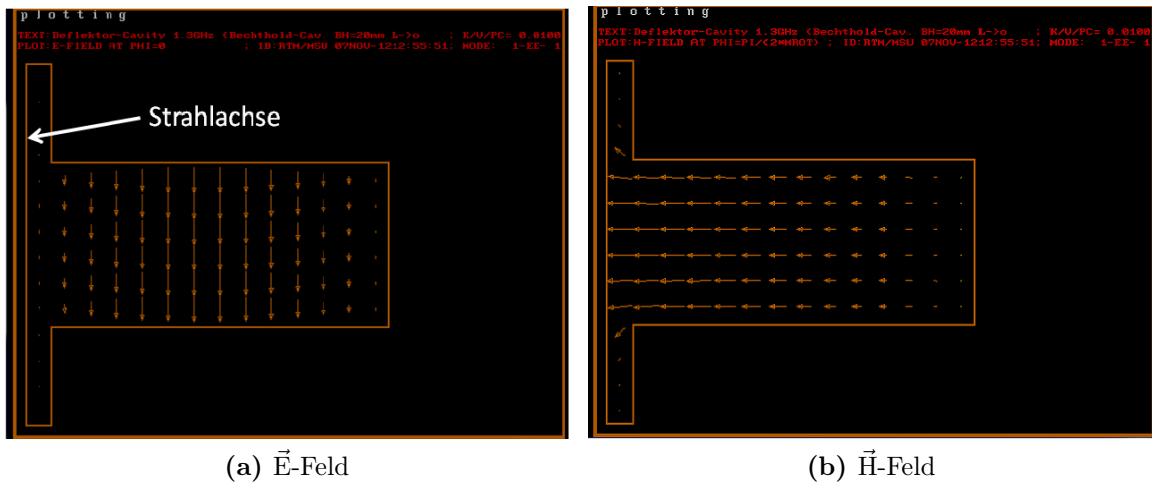 plotting
TEXT:Deflektor-Cavity 1.3GHz (Bechthold-Cav. BH=20mm L->o ; K/V/PC= 0.0100
PLOT:E-FIELD AT PHI=0 ; ID:RTM/MSU 07NOV-1212:55:51; MODE: 1-EE- 1
Strahlachse
(a) E⃗-Feld
plotting
TEXT:Deflektor-Cavity 1.3GHz (Bechthold-Cav. BH=20mm L->o ; K/V/PC= 0.0100
PLOT:H-FIELD AT PHI=PI/(2*MROT) ; ID:RTM/MSU 07NOV-1212:55:51; MODE: 1-EE- 1
(b) H⃗-Feld